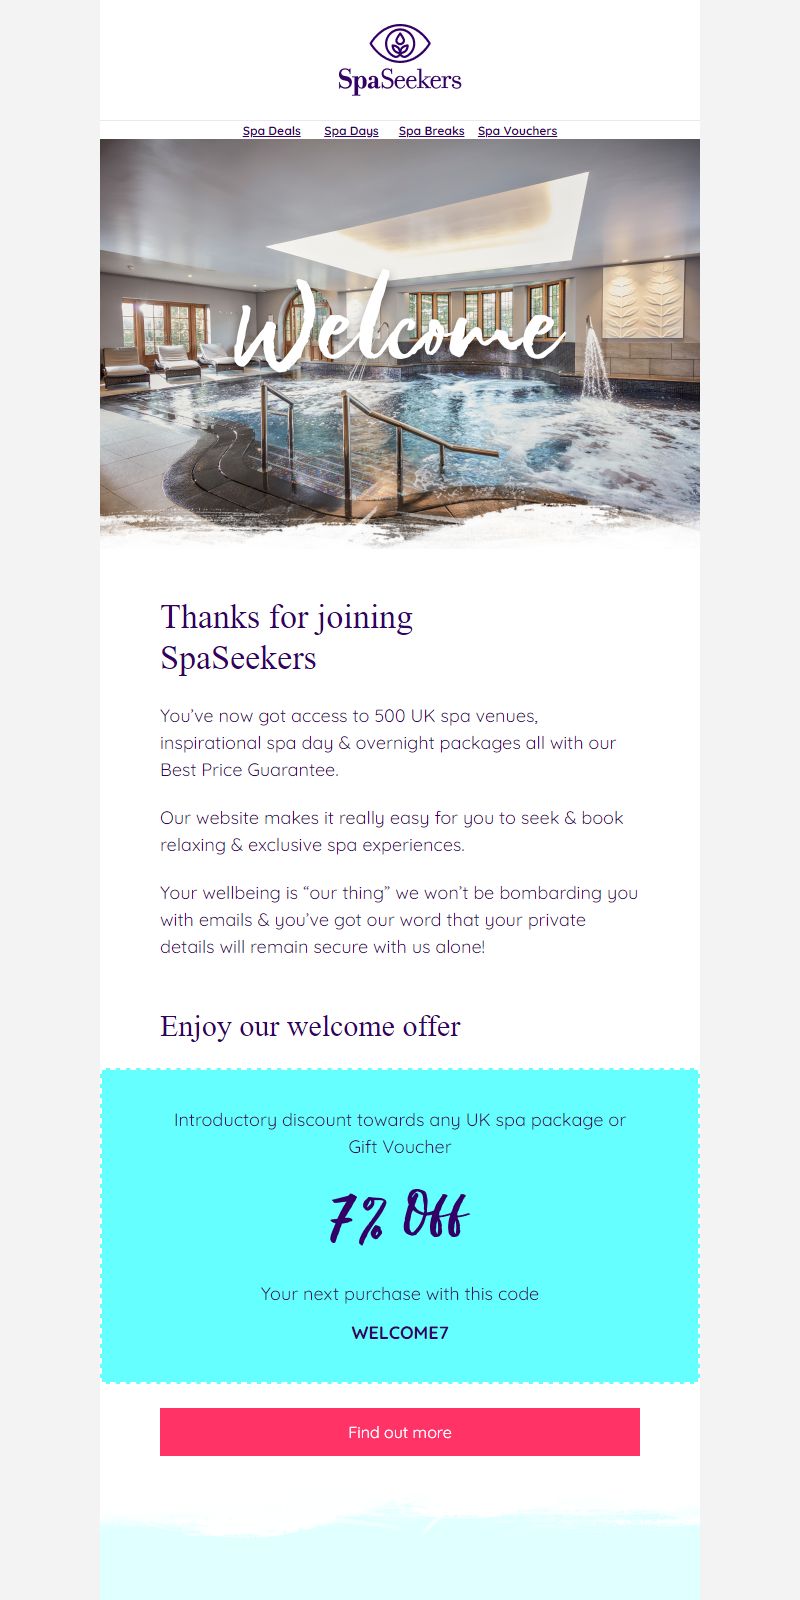 SpaSeekers
Spa Deals Spa Days Spa Breaks Spa Vouchers
Welcome
Thanks for joining
SpaSeekers
You’ve now got access to 500 UK spa venues,
inspirational spa day & overnight packages all with our
Best Price Guarantee.
Our website makes it really easy for you to seek & book
relaxing & exclusive spa experiences.
Your wellbeing is “our thing” we won’t be bombarding you
with emails & you’ve got our word that your private
details will remain secure with us alone!
Enjoy our welcome offer
Introductory discount towards any UK spa package or
Gift Voucher
7% Off
Your next purchase with this code
WELCOME7
Find out more